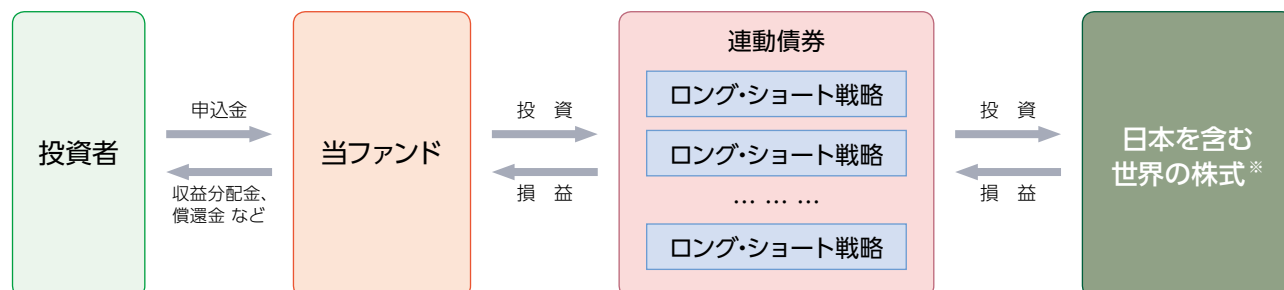 投資者
申込金
収益分配金、
償還金 など
当ファンド
投 資
損 益
連動債券
ロング・ショート戦略
ロング・ショート戦略
… … …
ロング・ショート戦略
投 資
損 益
日本を含む
世界の株式※